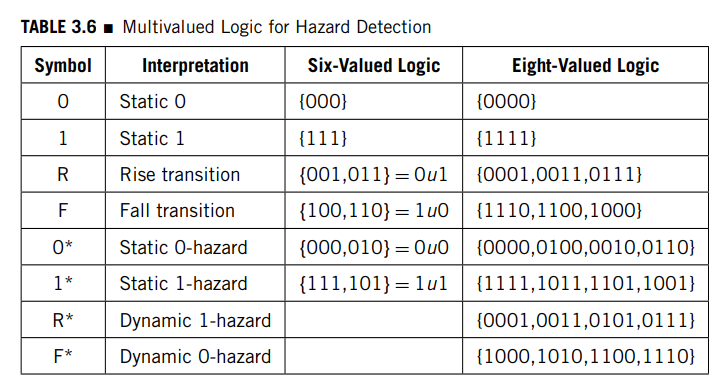 TABLE 3.6 ■ Multivalued Logic for Hazard Detection
Symbol Interpretation Six-Valued Logic Eight-Valued Logic
0 Static 0 {000} {0000}
1 Static 1 {111} {1111}
R Rise transition {001,011} = 0u1 {0001,0011,0111}
F Fall transition {100,110} = 1u0 {1110,1100,1000}
0* Static 0-hazard {000,010} = 0u0 {0000,0100,0010,0110}
1* Static 1-hazard {111,101} = 1u1 {1111,1011,1101,1001}
R* Dynamic 1-hazard {0001,0011,0101,0111}
F* Dynamic 0-hazard {1000,1010,1100,1110}